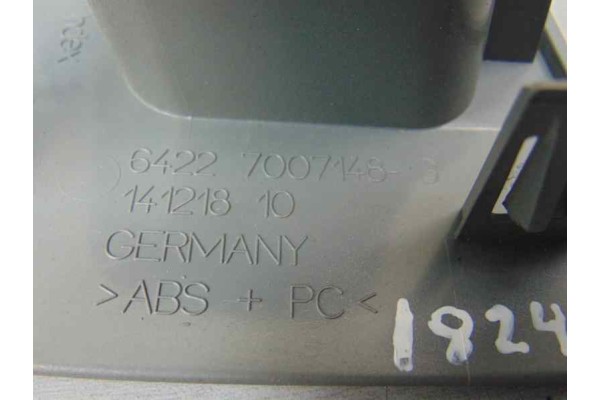 6422 7007148-
141218 10
GERMANY
>ABS + PC<
1824